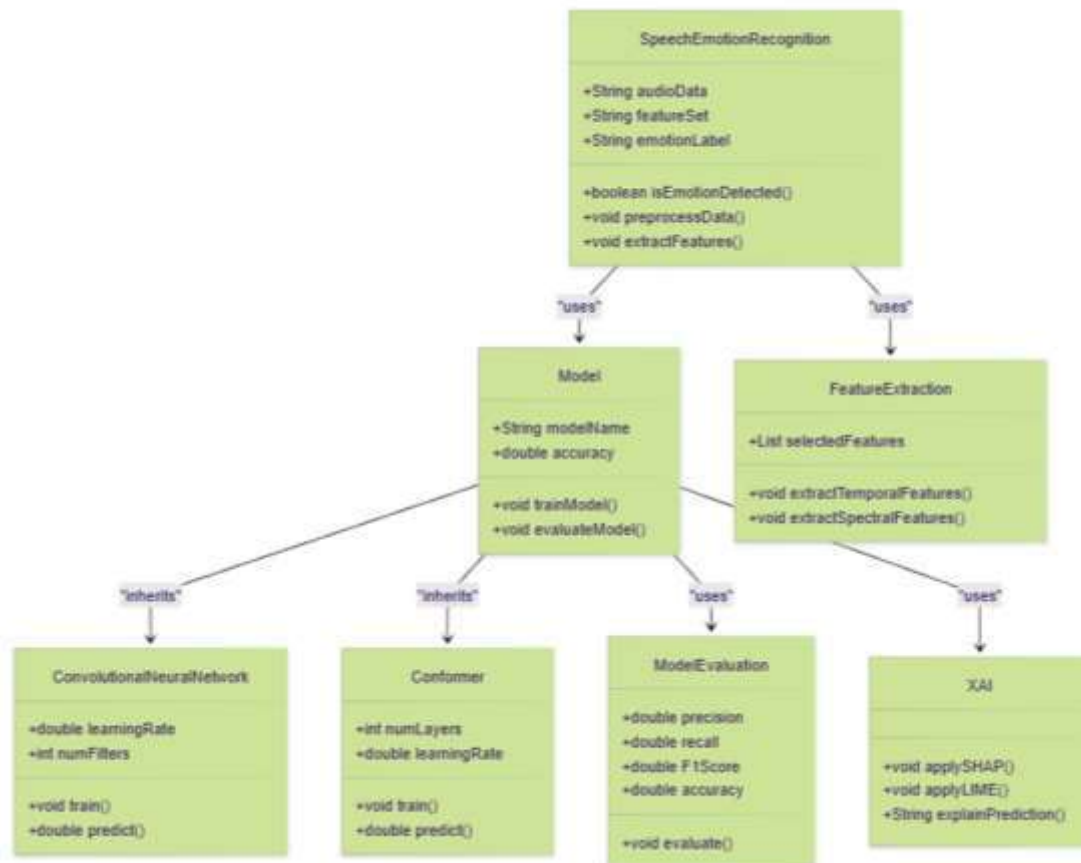 SpeechEmotionRecognition
+String audioData
+String featureSet
+String emotionLabel
+boolean isEmotionDetected()
+void preprocessData()
+void extractFeatures()
"uses"
"uses"
Model
+String modelName
+double accuracy
+void trainModel()
+void evaluateModel()
FeatureExtraction
+List selectedFeatures
+void extractTemporalFeatures()
+void extractSpectralFeatures()
"inherits"
"inherits"
"uses"
"uses"
ConvolutionalNeuralNetwork
+double learningRate
+int numFilters
+void train()
+double predict()
Conformer
+int numLayers
+double learningRate
+void train()
+double predict()
ModelEvaluation
+double precision
+double recall
+double F1Score
+double accuracy
+void evaluate()
XAI
+void applySHAP()
+void applyLIME()
+String explainPrediction()